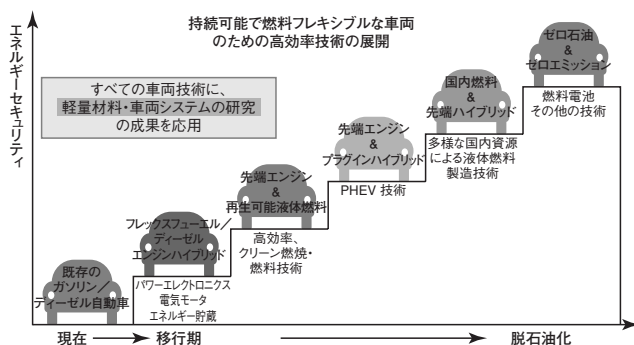 持続可能で燃料フレキシブルな車両
のための高効率技術の展開
エネルギーセキュリティ
すべての車両技術に、
軽量材料・車両システムの研究
の成果を応用
既存の
ガソリン／
ディーゼル自動車
フレックスフューエル／
ディーゼル
エンジンハイブリッド
パワーエレクトロニクス
電気モータ
エネルギー貯蔵
先端エンジン
&
再生可能液体燃料
高効率、
クリーン燃焼・
燃料技術
先端エンジン
&
プラグインハイブリッド
PHEV 技術
国内燃料
&
先端ハイブリッド
多様な国内資源
による液体燃料
製造技術
ゼロ石油
&
ゼロエミッション
燃料電池
その他の技術
現在
移行期
脱石油化